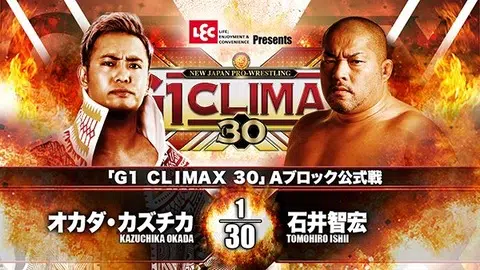 LEC LIFE, ENJOYMENT & CONVENIENCE Presents
NEW JAPAN PRO-WRESTLING
G1 CLIMAX
30
「G1 CLIMAX 30」Aブロック公式戦
オカダ・カズチカ
KAZUCHIKA OKADA
1/30
石井智宏
TOMOHIRO ISHII